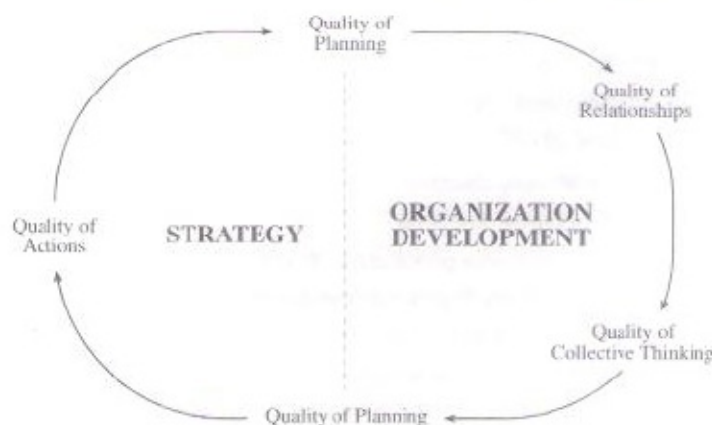 Quality of
Planning
Quality of
Relationships
ORGANIZATION
DEVELOPMENT
STRATEGY
Quality of
Actions
Quality of
Collective Thinking
Quality of Planning